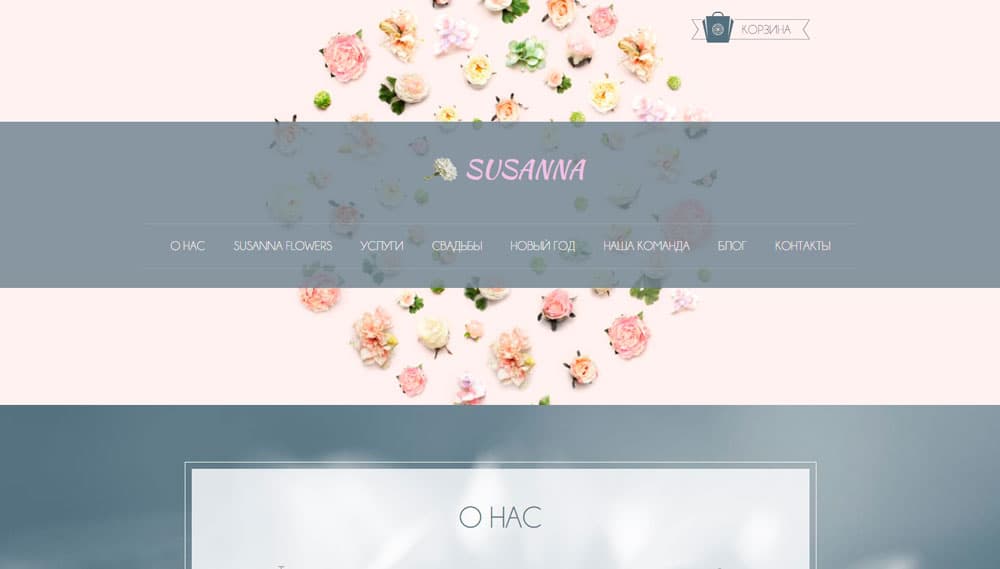 КОРЗИНА
SUSANNA
О НАС SUSANNA FLOWERS УСЛУГИ СВАДЬБЫ НОВЫЙ ГОД НАША КОМАНДА БЛОГ КОНТАКТЫ
О НАС